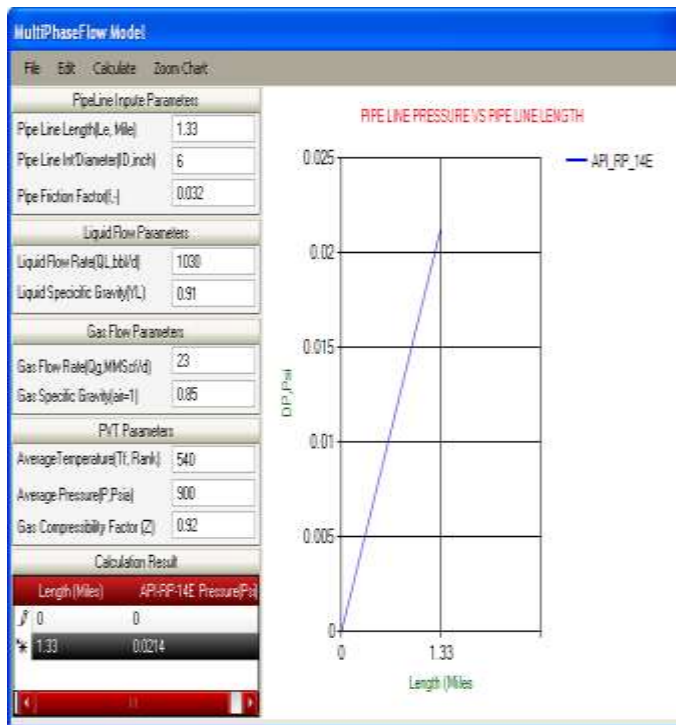 MultiPhaseFlow Model
File Edit Calculate Zoom Chart
PipeLine Inpute Parameters
Pipe Line Length(Le, Mile) 1.33
Pipe Line Int'Diameter(ID,inch) 6
Pipe Friction Factor(f,-) 0.032
Liquid Flow Parameters
Liquid Flow Rate(QL,bbl/d) 1030
Liquid Specicific Gravity(YL) 0.91
Gas Flow Parameters
Gas Flow Rate(Qg,MMScf/d) 23
Gas Specific Gravity(air=1) 0.85
PVT Parameters
AverageTemperature(Tf, Rank) 540
Average Pressure(P,Psia) 900
Gas Compressibility Factor (Z) 0.92
Calculation Result
Length (Miles) API-RP-14E Pressure(Psi
0 0
1.33 0.0214
PIPE LINE PRESSURE VS PIPE LINE LENGTH
API_RP_14E
0.025
0.02
0.015
0.01
0.005
0
DP,Psi
0 1.33
Length (Miles